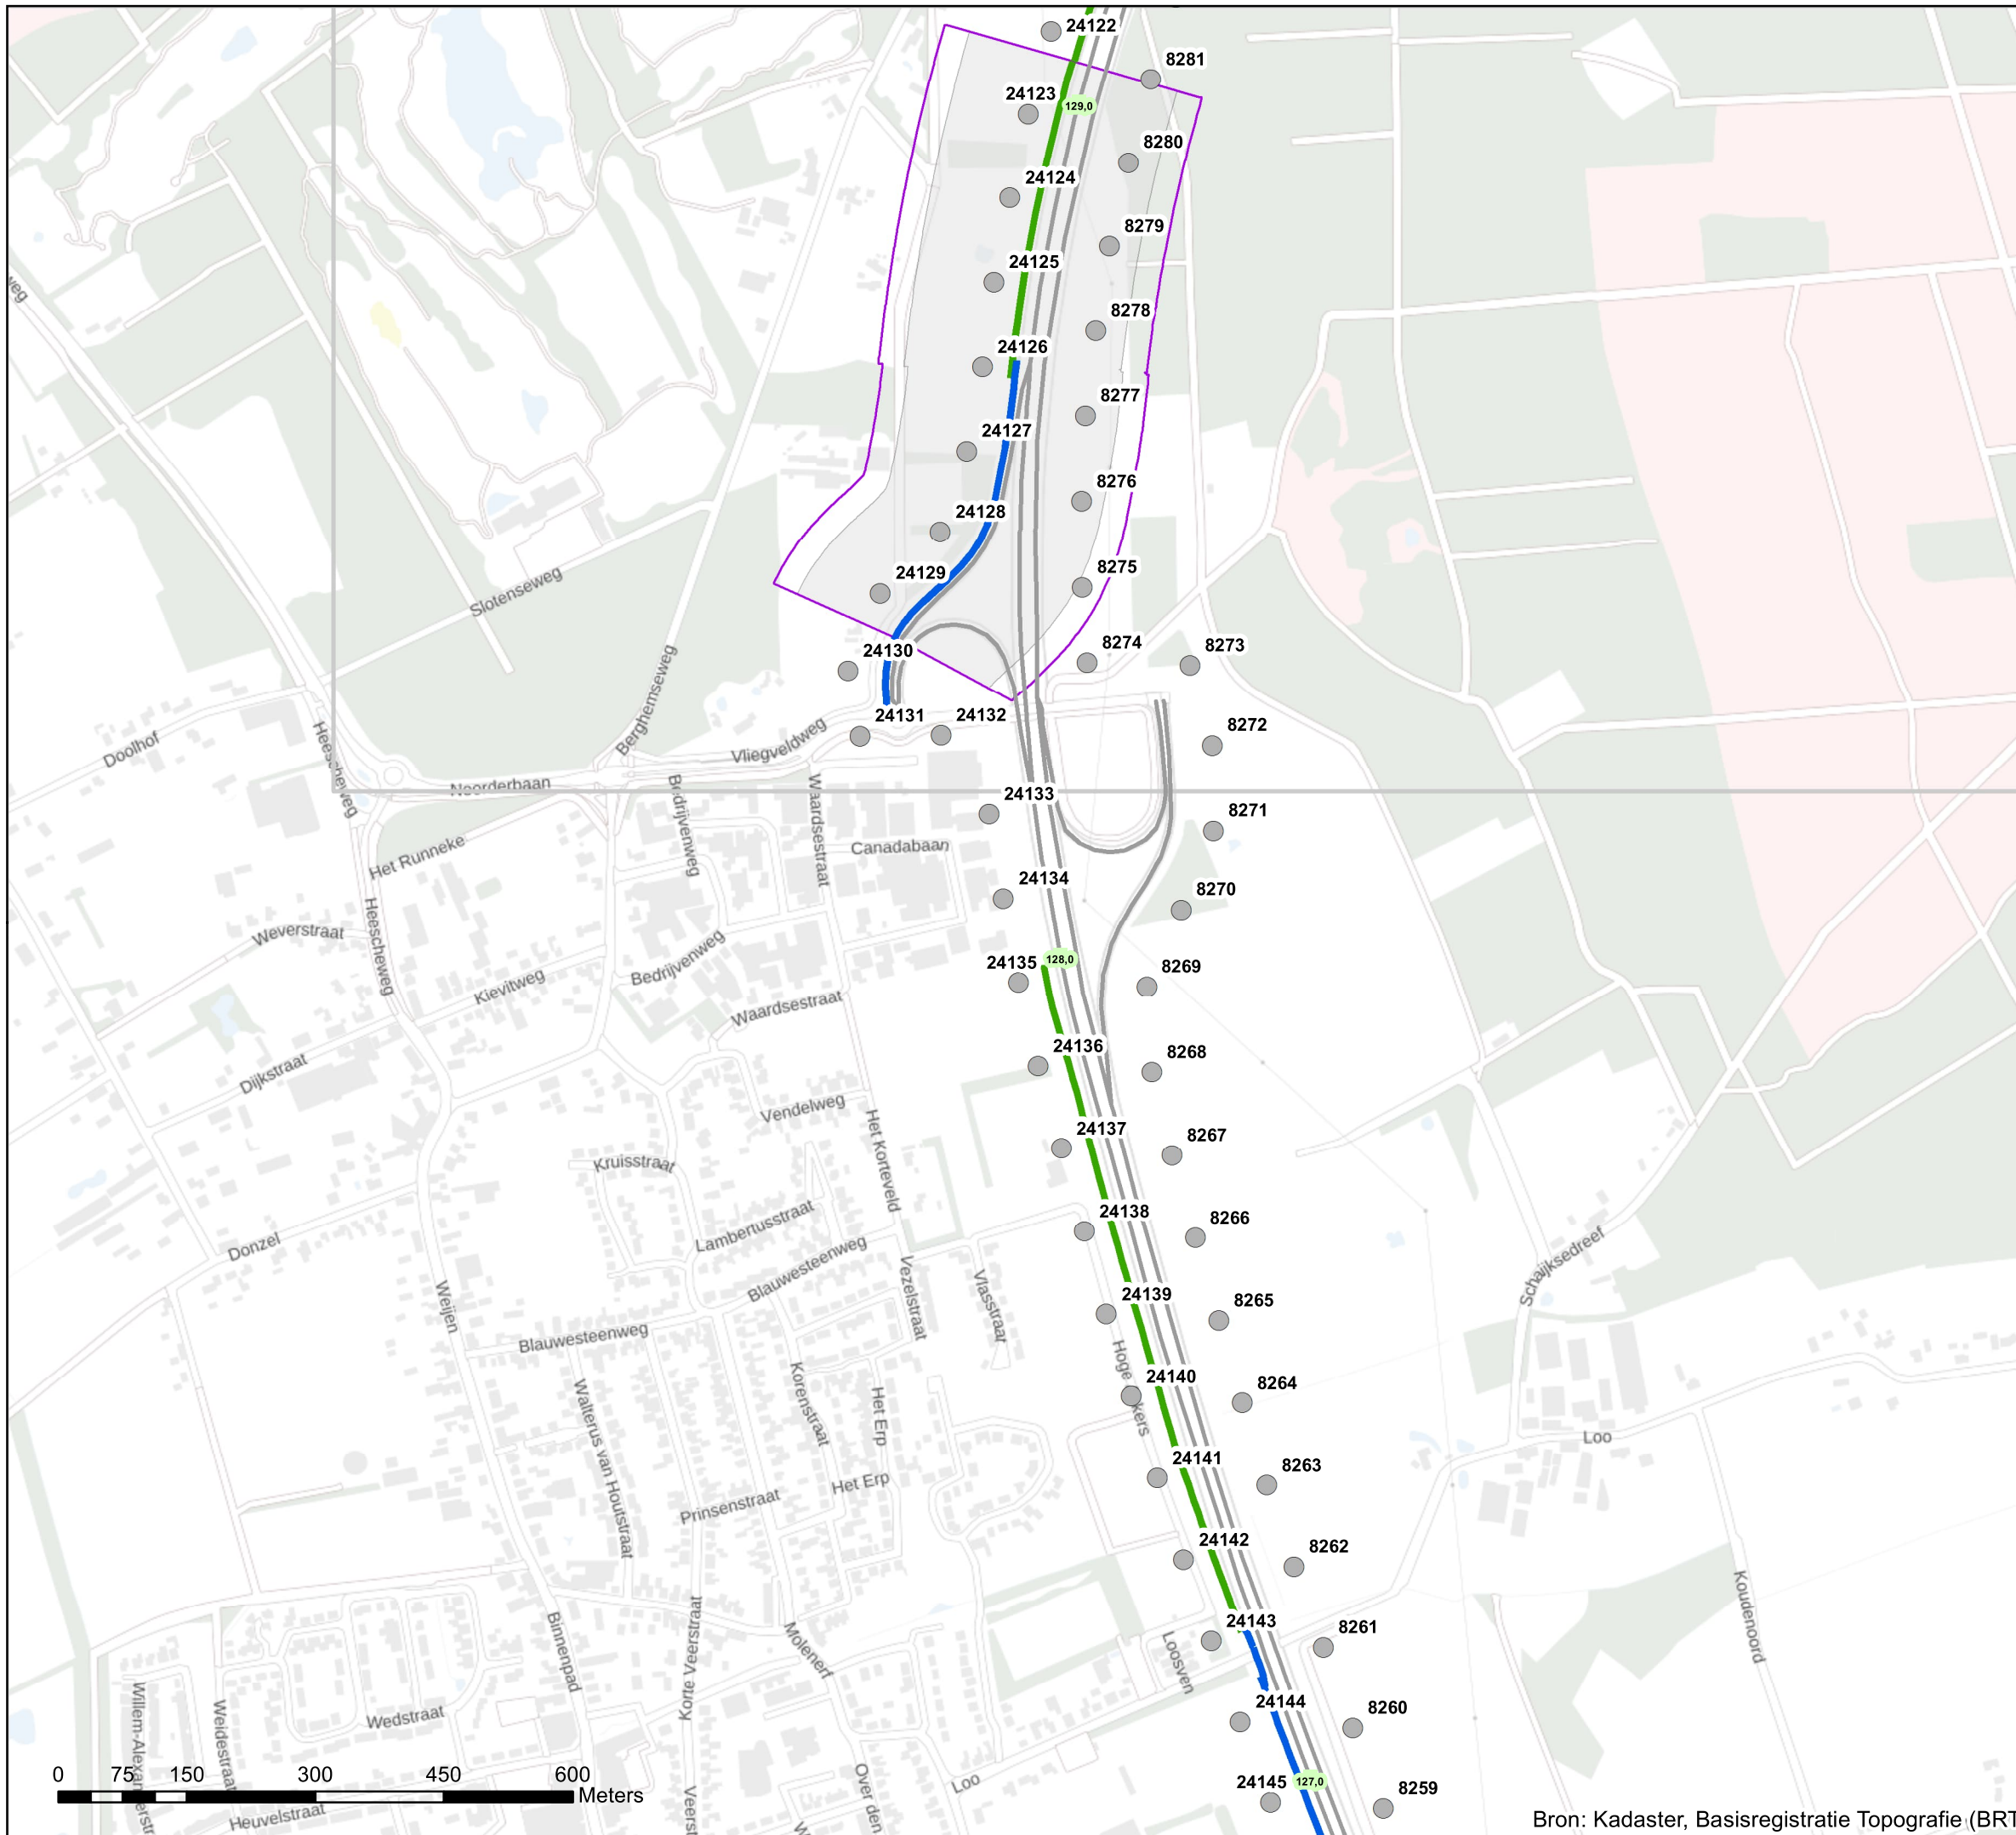 24122
8281
24123
129,0
8280
24124
8279
24125
8278
24126
8277
24127
8276
24128
24129
8275
Slotenseweg
24130
8274
8273
Berghemseweg
24131
24132
8272
Doolhof
Heescheweg
Vliegveldweg
Noorderbaan
Bedrijvenweg
Waardsestraat
24133
8271
Het Runneke
Canadabaan
24134
8270
Heescheweg
Weverstraat
Bedrijvenweg
24135
128,0
8269
Kievitweg
Waardsestraat
24136
8268
Dijkstraat
Vendelweg
24137
8267
Het Korteveld
Kruisstraat
24138
8266
Lambertusstraat
Donzel
Blauwesteenweg
Schaijksedreef
24139
8265
Weijen
Vezelstraat
Vlasstraat
Blauwesteenweg
24140
8264
Korenstraat
Het Erp
Walterus van Houtstraat
Loo
24141
8263
Het Erp
Prinsenstraat
24142
8262
24143
8261
Koudenoord
Binnenpad
Korte Veerstraat
Molenerf
Loosven
24144
8260
Wedstraat
Weidestraat
0 75 150 300 450 600
Meters
Loo
Over den
24145
127,0
8259
Heuvelstraat
Bron: Kadaster, Basisregistratie Topografie (BRT